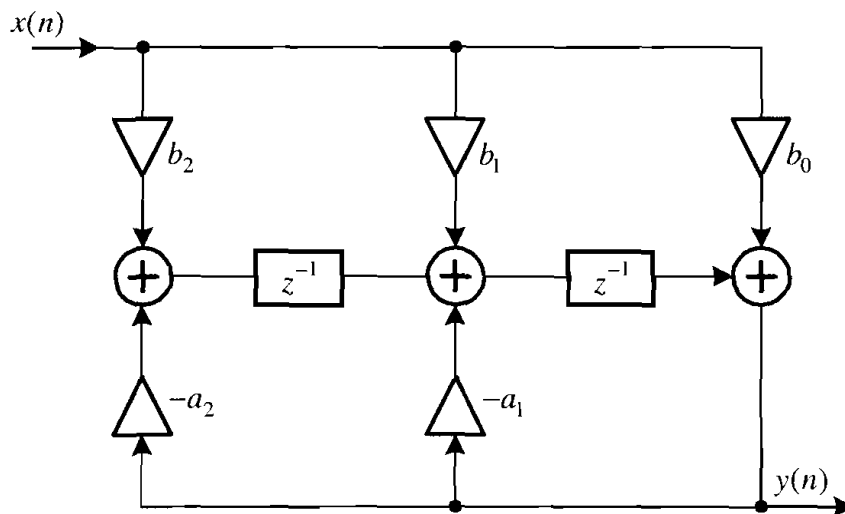 x(n)
b₂
b₁
b₀
z⁻¹
z⁻¹
−a₂
−a₁
y(n)